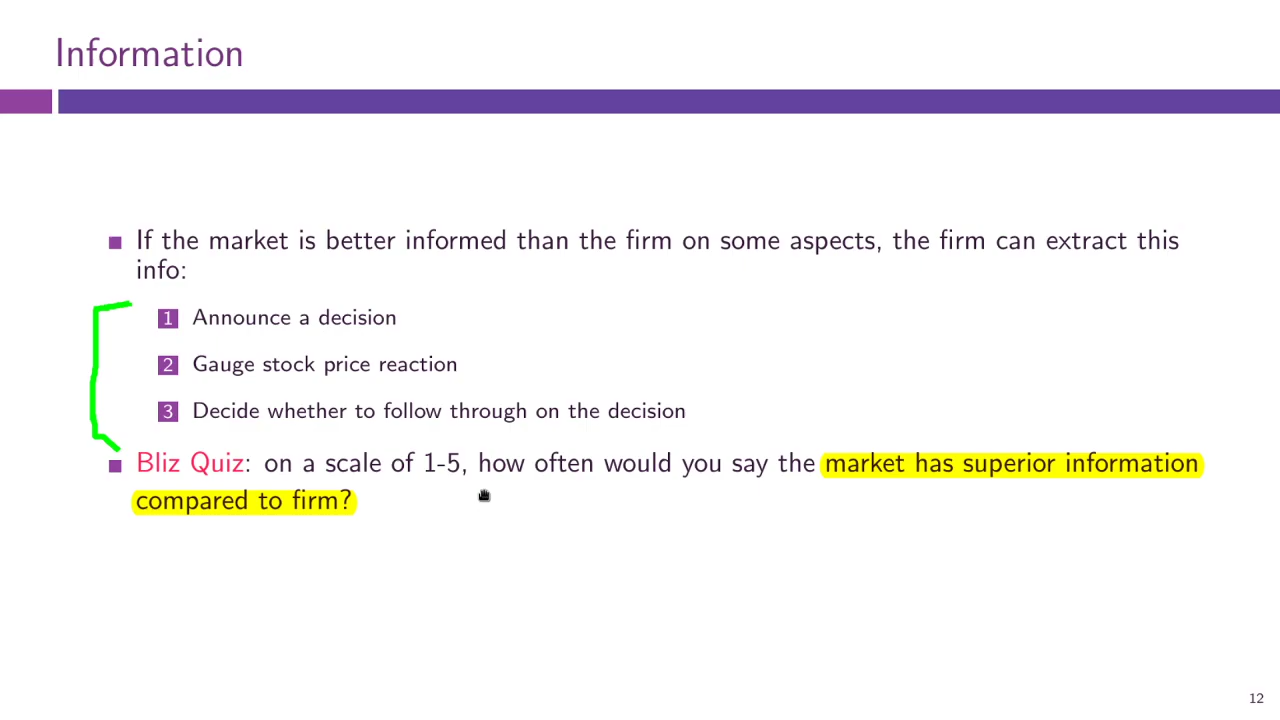 Information
If the market is better informed than the firm on some aspects, the firm can extract this
info:
1 Announce a decision
2 Gauge stock price reaction
3 Decide whether to follow through on the decision
Bliz Quiz: on a scale of 1-5, how often would you say the market has superior information
compared to firm?
12